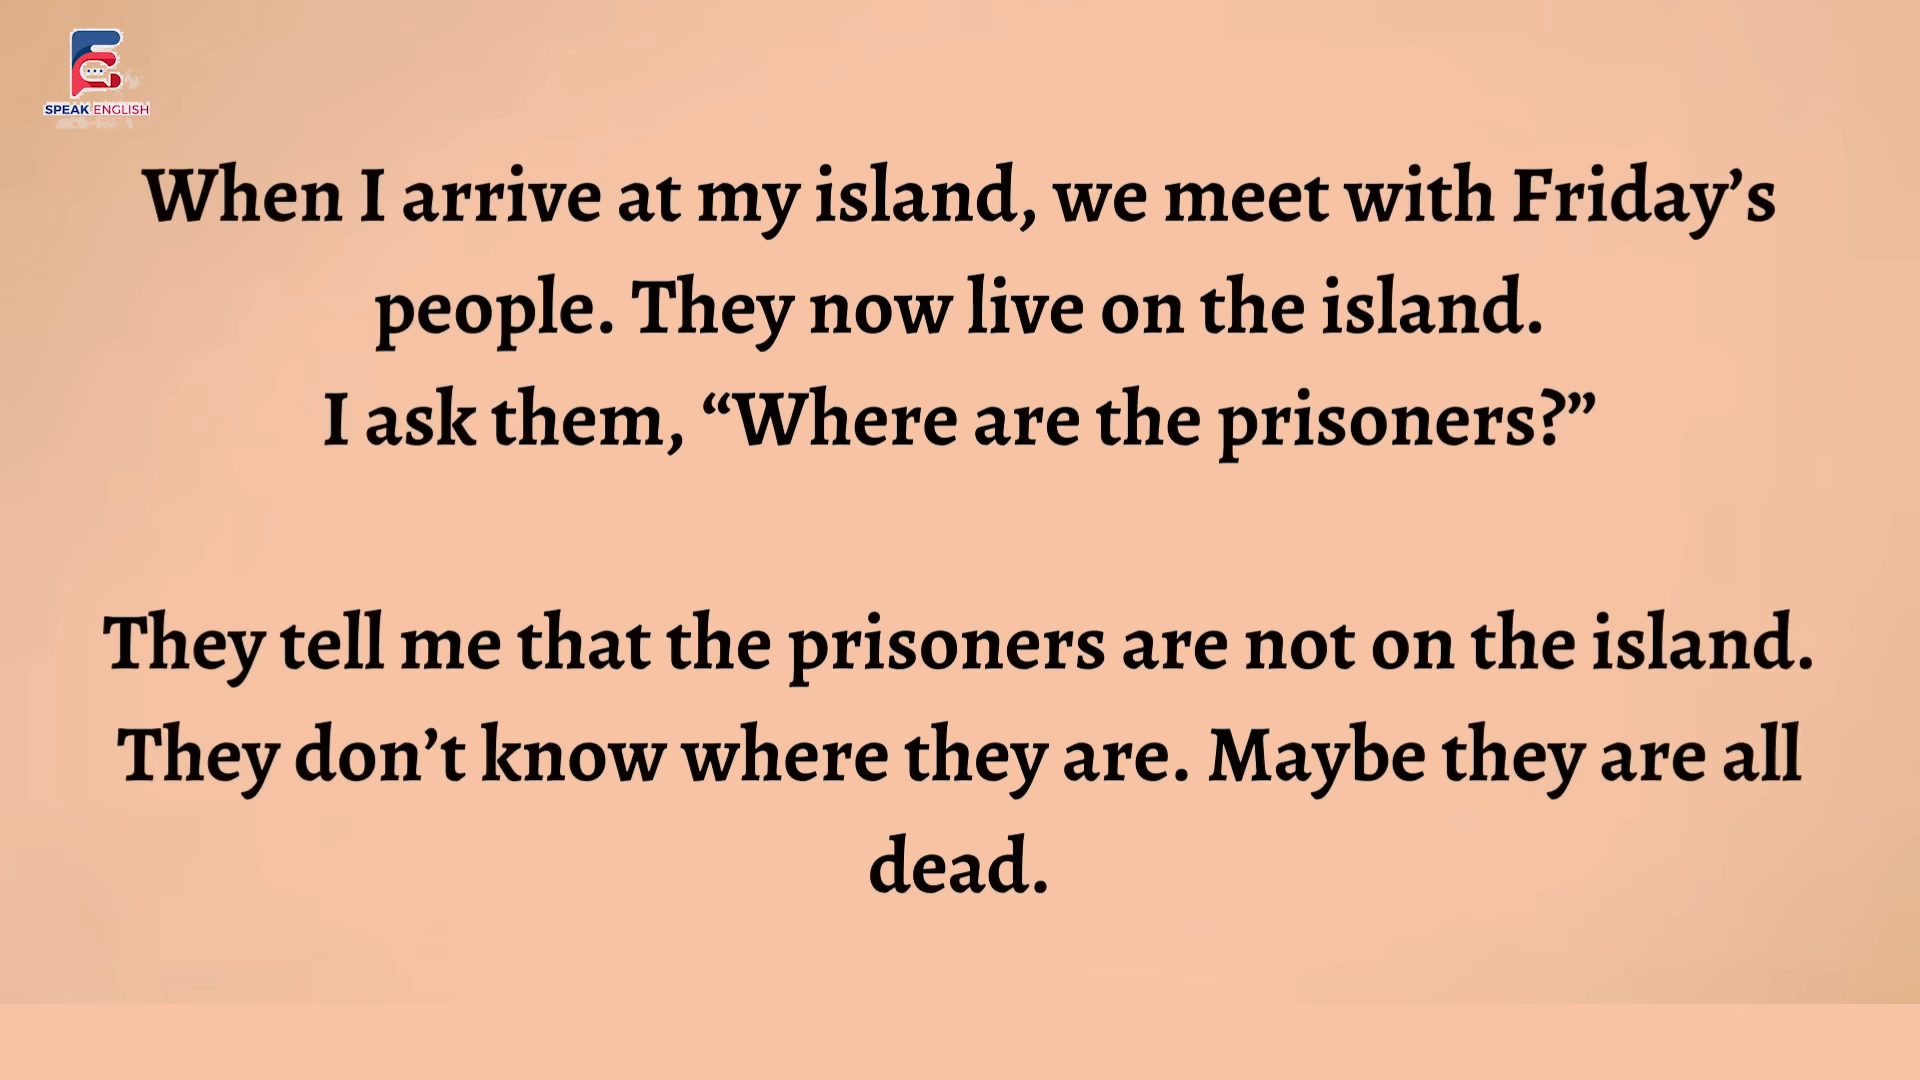 SPEAK ENGLISH
When I arrive at my island, we meet with Friday’s
people. They now live on the island.
I ask them, “Where are the prisoners?”
They tell me that the prisoners are not on the island.
They don’t know where they are. Maybe they are all
dead.